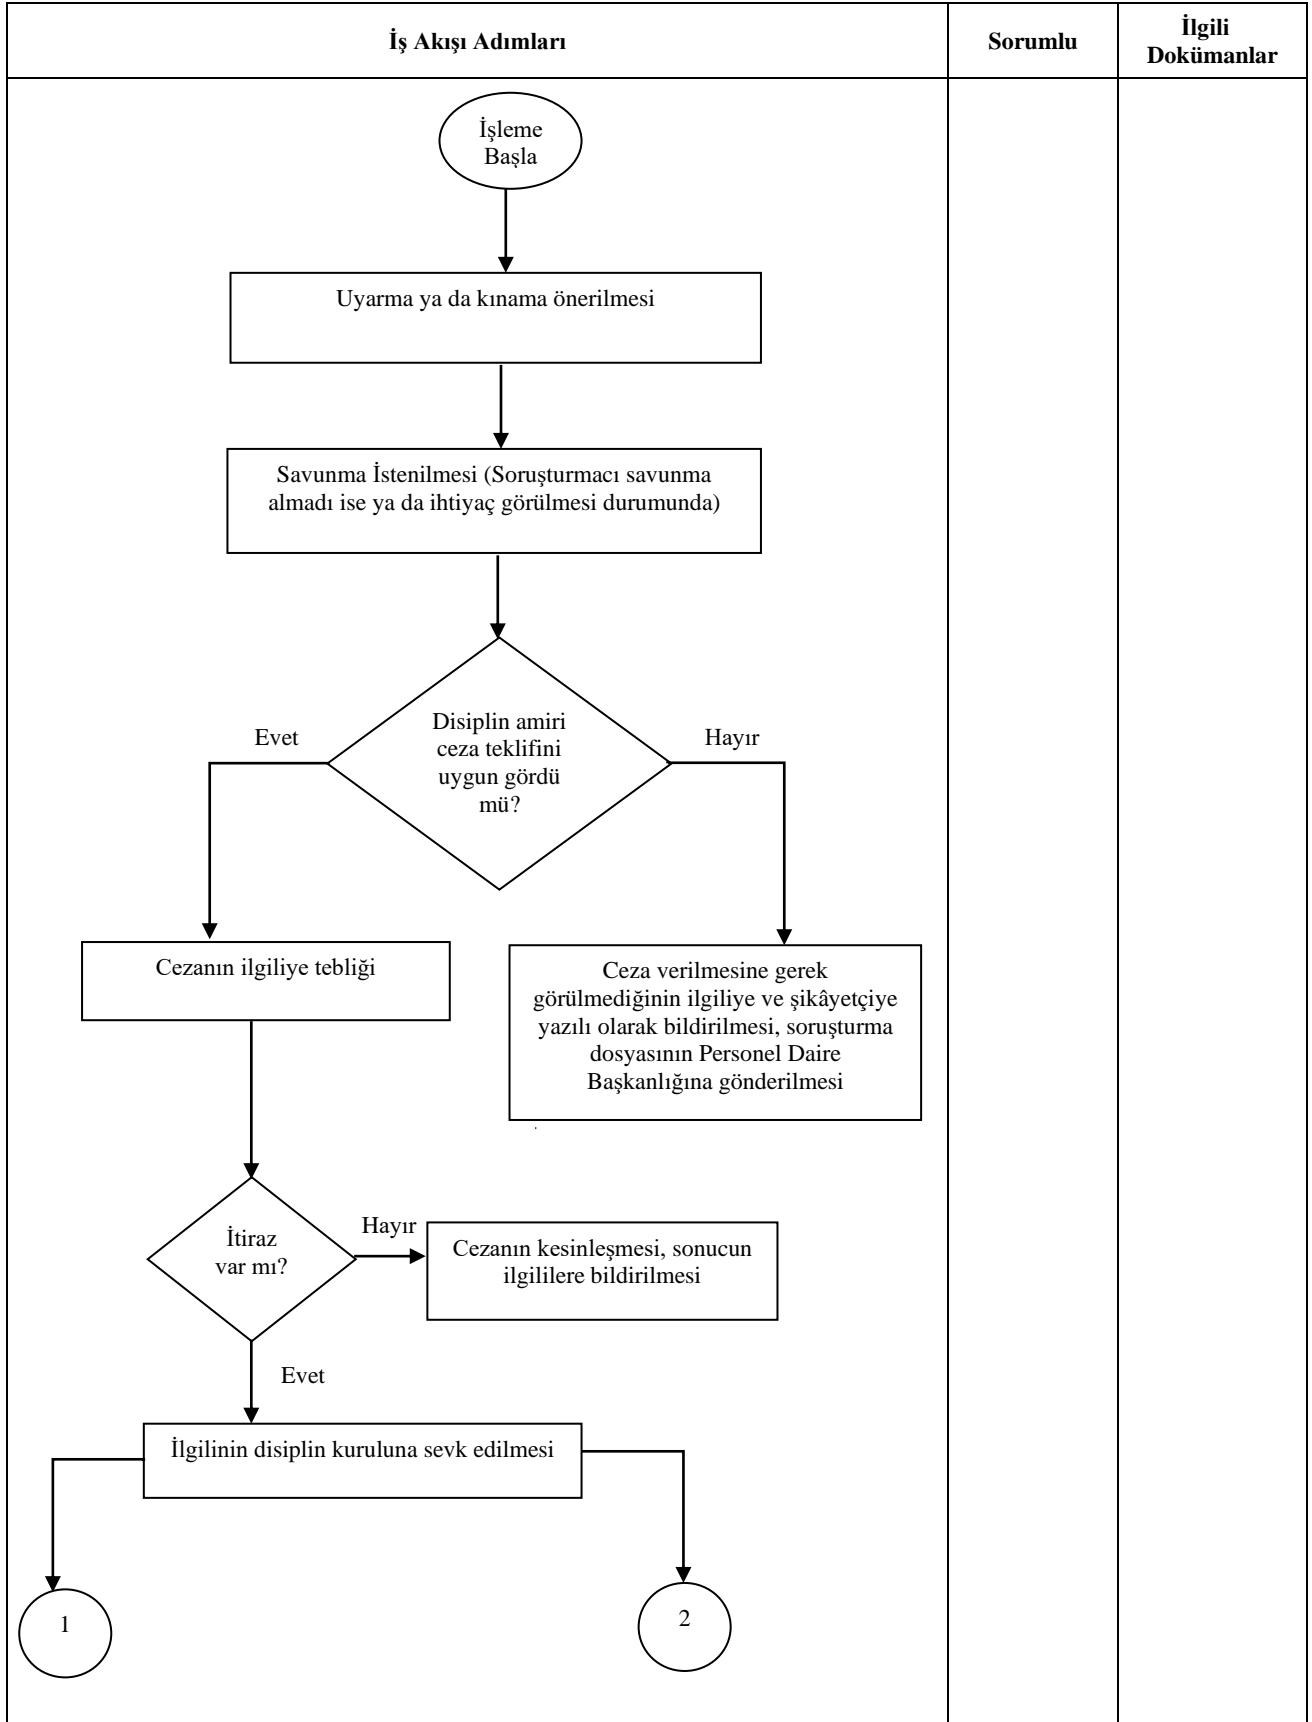 İş Akışı Adımları
Sorumlu
İlgili
Dokümanlar
İşleme
Başla
Uyarma ya da kınama önerilmesi
Savunma İstenilmesi (Soruşturmacı savunma
almadı ise ya da ihtiyaç görülmesi durumunda)
Disiplin amiri
ceza teklifini
uygun gördü
mü?
Evet
Hayır
Cezanın ilgiliye tebliği
Ceza verilmesine gerek
görülmediğinin ilgiliye ve şikâyetçiye
yazılı olarak bildirilmesi, soruşturma
dosyasının Personel Daire
Başkanlığına gönderilmesi
İtiraz
var mı?
Hayır
Cezanın kesinleşmesi, sonucun
ilgililere bildirilmesi
Evet
İlgilinin disiplin kuruluna sevk edilmesi
1
2